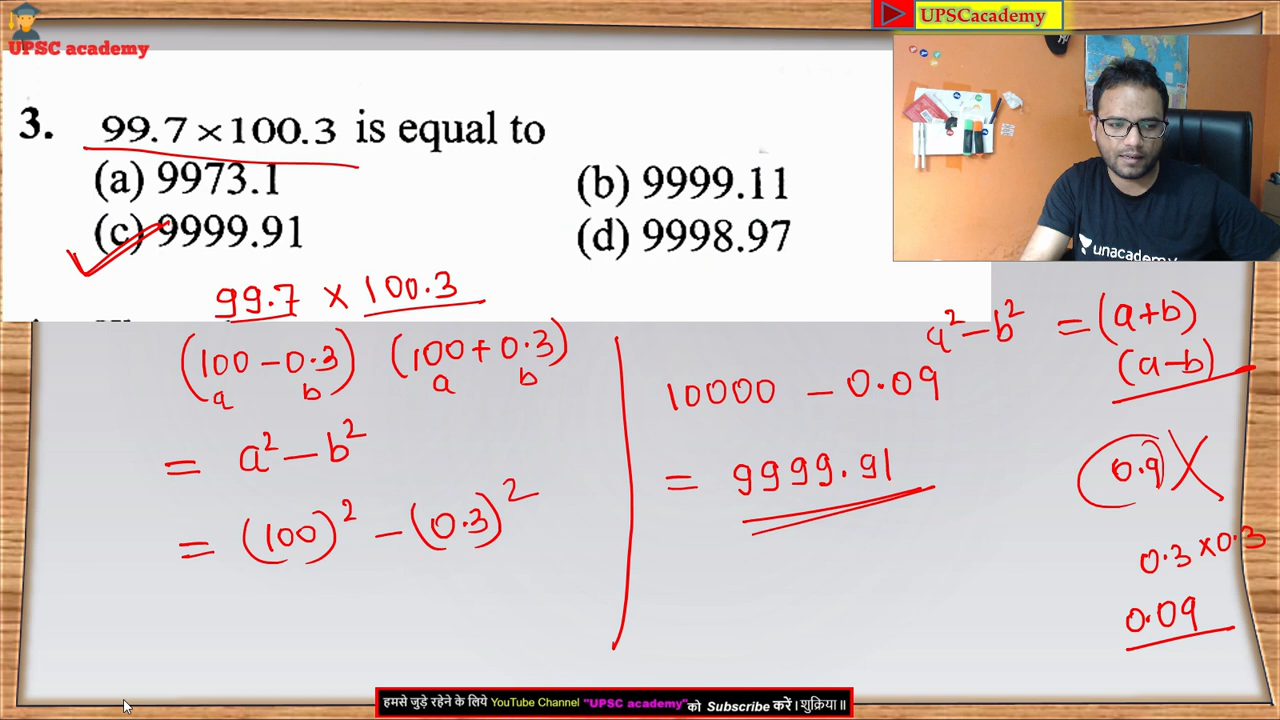 UPSC academy
UPSCacademy
3. 99.7 × 100.3 is equal to
(a) 9973.1 (b) 9999.11
(c) 9999.91 (d) 9998.97
unacademy
99.7 × 100.3
(100 - 0.3) (100 + 0.3)
a b a b
= a² - b²
= (100)² - (0.3)²
10000 - 0.09
= 9999.91
a² - b² = (a+b)
(a-b)
0.9
0.3 × 0.3
0.09
हमसे जुड़े रहेने के लिये YouTube Channel "UPSC academy" को Subscribe करें। शुक्रिया॥